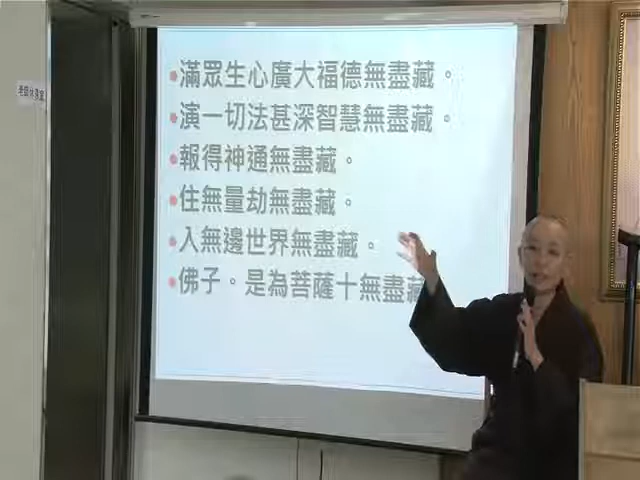 滿眾生心廣大福德無盡藏。
演一切法甚深智慧無盡藏。
報得神通無盡藏。
住無量劫無盡藏。
入無邊世界無盡藏。
佛子。是為菩薩十無盡藏